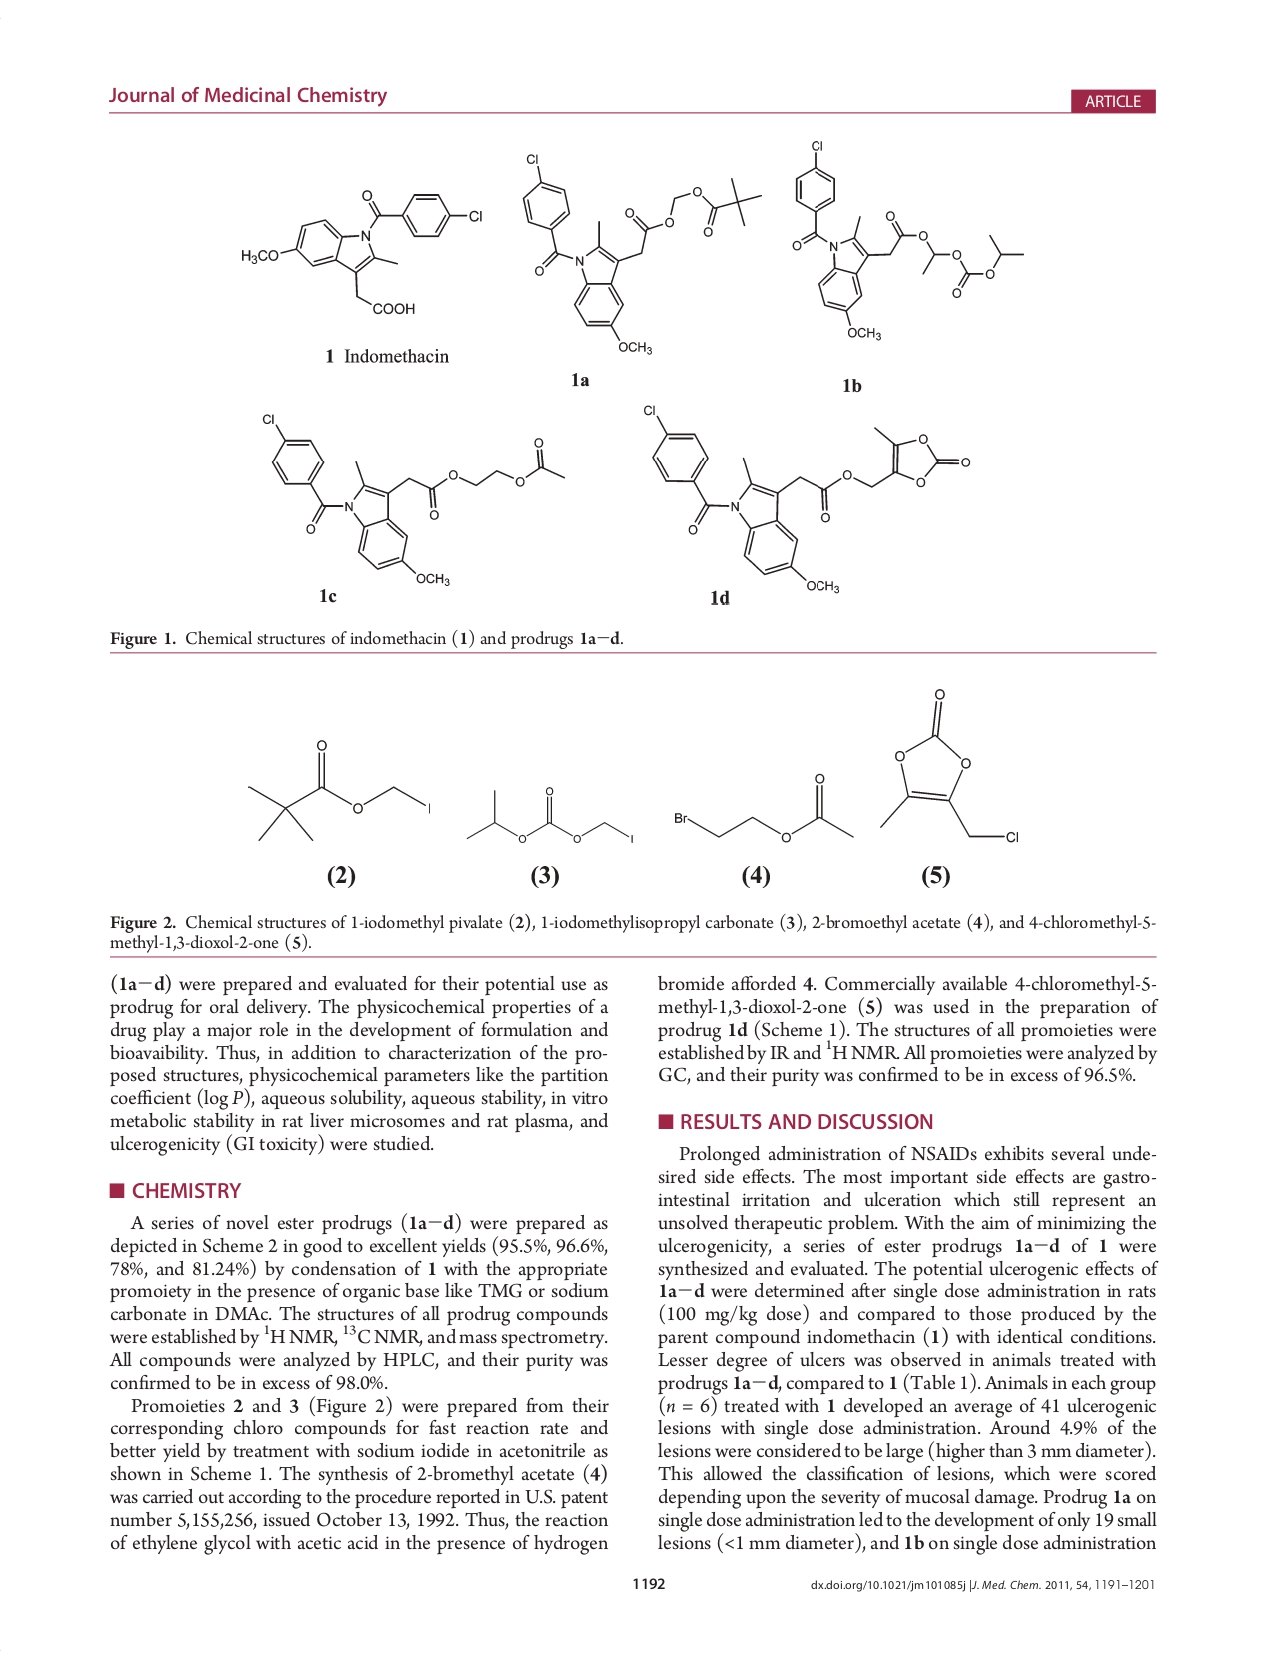 Journal of Medicinal Chemistry
ARTICLE
O
N
Cl
H3CO
COOH
1 Indomethacin
Cl
O
N
O
O
O
O
OCH3
1a
Cl
O
N
O
O
O
O
O
OCH3
1b
Cl
O
N
O
O
O
O
OCH3
1c
Cl
O
N
O
O
O
O
O
OCH3
1d
Figure 1. Chemical structures of indomethacin (1) and prodrugs 1a−d.
O
O
I
(2)
O
O
O
I
(3)
Br
O
O
(4)
O
O
O
Cl
(5)
Figure 2. Chemical structures of 1-iodomethyl pivalate (2), 1-iodomethylisopropyl carbonate (3), 2-bromoethyl acetate (4), and 4-chloromethyl-5-
methyl-1,3-dioxol-2-one (5).
(1a−d) were prepared and evaluated for their potential use as
prodrug for oral delivery. The physicochemical properties of a
drug play a major role in the development of formulation and
bioavaibility. Thus, in addition to characterization of the pro-
posed structures, physicochemical parameters like the partition
coefficient (log P), aqueous solubility, aqueous stability, in vitro
metabolic stability in rat liver microsomes and rat plasma, and
ulcerogenicity (GI toxicity) were studied.
■ CHEMISTRY
A series of novel ester prodrugs (1a−d) were prepared as
depicted in Scheme 2 in good to excellent yields (95.5%, 96.6%,
78%, and 81.24%) by condensation of 1 with the appropriate
promoiety in the presence of organic base like TMG or sodium
carbonate in DMAc. The structures of all prodrug compounds
were established by 1H NMR, 13C NMR, and mass spectrometry.
All compounds were analyzed by HPLC, and their purity was
confirmed to be in excess of 98.0%.
Promoieties 2 and 3 (Figure 2) were prepared from their
corresponding chloro compounds for fast reaction rate and
better yield by treatment with sodium iodide in acetonitrile as
shown in Scheme 1. The synthesis of 2-bromethyl acetate (4)
was carried out according to the procedure reported in U.S. patent
number 5,155,256, issued October 13, 1992. Thus, the reaction
of ethylene glycol with acetic acid in the presence of hydrogen
bromide afforded 4. Commercially available 4-chloromethyl-5-
methyl-1,3-dioxol-2-one (5) was used in the preparation of
prodrug 1d (Scheme 1). The structures of all promoieties were
established by IR and 1H NMR. All promoieties were analyzed by
GC, and their purity was confirmed to be in excess of 96.5%.
■ RESULTS AND DISCUSSION
Prolonged administration of NSAIDs exhibits several unde-
sired side effects. The most important side effects are gastro-
intestinal irritation and ulceration which still represent an
unsolved therapeutic problem. With the aim of minimizing the
ulcerogenicity, a series of ester prodrugs 1a−d of 1 were
synthesized and evaluated. The potential ulcerogenic effects of
1a−d were determined after single dose administration in rats
(100 mg/kg dose) and compared to those produced by the
parent compound indomethacin (1) with identical conditions.
Lesser degree of ulcers was observed in animals treated with
prodrugs 1a−d, compared to 1 (Table 1). Animals in each group
(n = 6) treated with 1 developed an average of 41 ulcerogenic
lesions with single dose administration. Around 4.9% of the
lesions were considered to be large (higher than 3 mm diameter).
This allowed the classification of lesions, which were scored
depending upon the severity of mucosal damage. Prodrug 1a on
single dose administration led to the development of only 19 small
lesions (<1 mm diameter), and 1b on single dose administration
1192
dx.doi.org/10.1021/jm101085j |J. Med. Chem. 2011, 54, 1191–1201